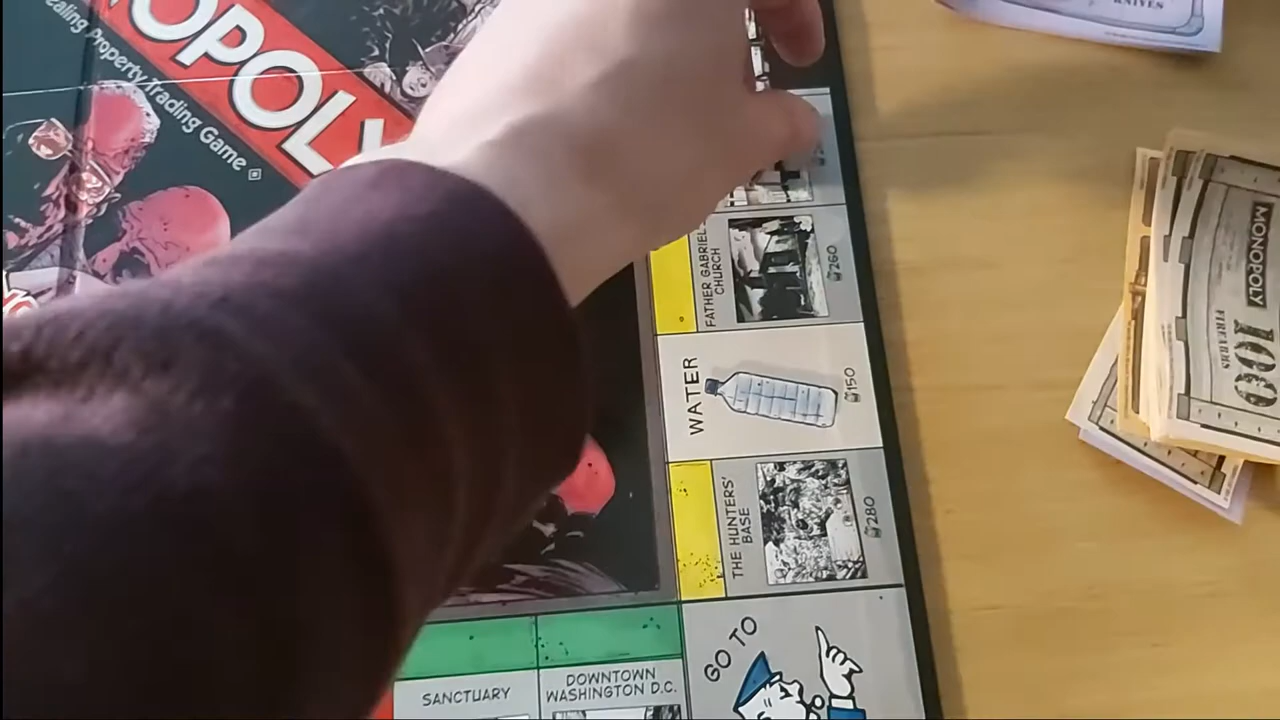 OPOLY
ealing Property Trading Game
KNIVES
MONOPOLY
100
FIREARMS
FATHER GABRIEL
CHURCH
260
WATER
150
THE HUNTERS'
BASE
280
GO TO
SANCTUARY
DOWNTOWN
WASHINGTON D.C.